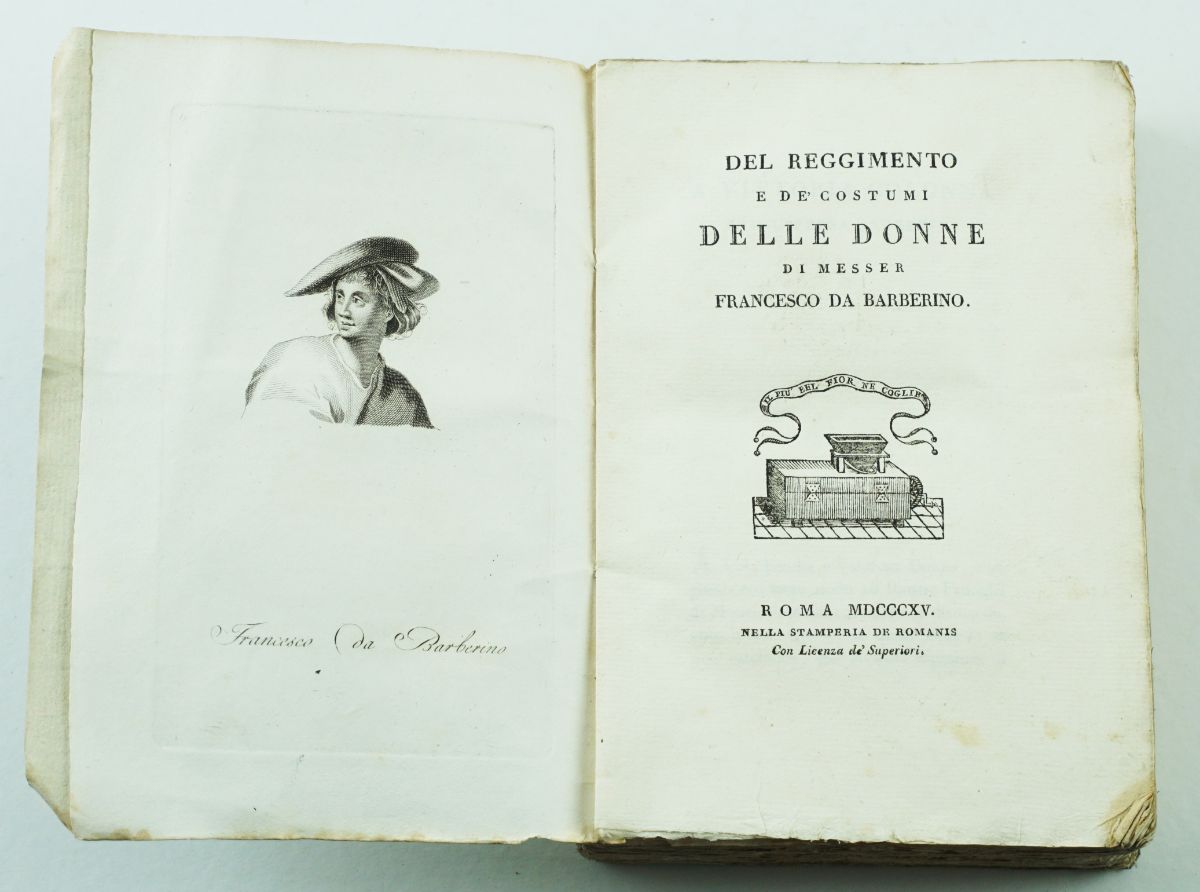 Francesco da Barberino
DEL REGGIMENTO
E DE' COSTUMI
DELLE DONNE
DI MESSER
FRANCESCO DA BARBERINO.
IL PIÙ BEL FIOR NE COGLIE
ROMA MDCCCXV.
NELLA STAMPERIA DE ROMANIS
Con Licenza de' Superiori.